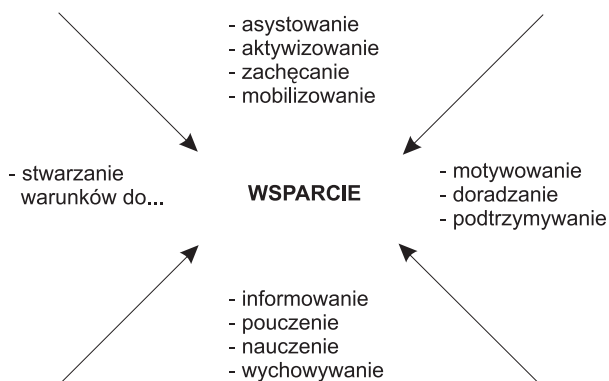 - asystowanie
- aktywizowanie
- zachęcanie
- mobilizowanie
- stwarzanie
warunków do...
WSPARCIE
- motywowanie
- doradzanie
- podtrzymywanie
- informowanie
- pouczenie
- nauczenie
- wychowywanie